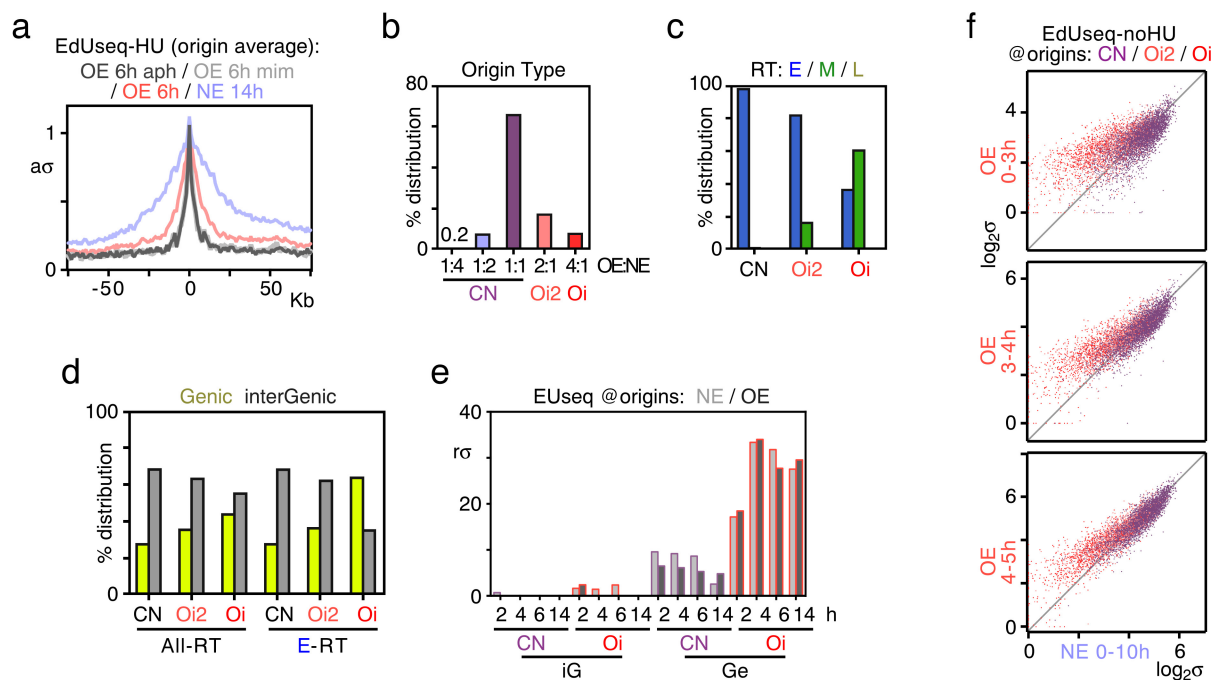 a
EdUseq-HU (origin average):
OE 6h aph / OE 6h mim
/ OE 6h / NE 14h
1
aσ
0
-50
0
50
Kb
b
Origin Type
80
% distribution
0
0.2
1:4
1:2
1:1
2:1
4:1
OE:NE
CN
Oi2
Oi
c
RT: E / M / L
100
% distribution
0
CN
Oi2
Oi
d
Genic interGenic
100
% distribution
0
CN
Oi2
Oi
CN
Oi2
Oi
All-RT
E-RT
e
EUseq @origins: NE / OE
40
rσ
20
0
2 4 6 14 2 4 6 14 2 4 6 14 2 4 6 14 h
CN
Oi
CN
Oi
iG
Ge
f
EdUseq-noHU
@origins: CN / Oi2 / Oi
4
OE
0-3h
0
log2σ
6
OE
3-4h
0
6
OE
4-5h
0
0
NE 0-10h
6
log2σ